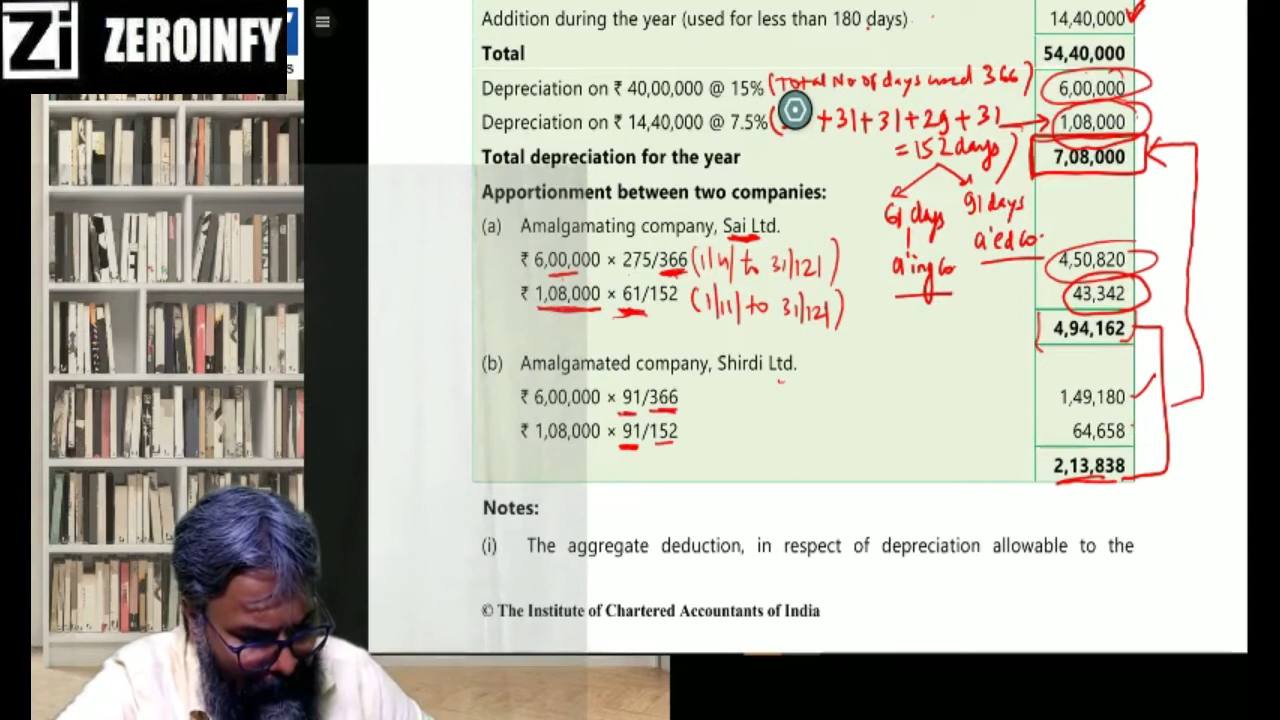 Zi ZEROINFY
Addition during the year (used for less than 180 days) 14,40,000
Total 54,40,000
Depreciation on ₹ 40,00,000 @ 15% (Total No of days used 366) 6,00,000
Depreciation on ₹ 14,40,000 @ 7.5% ( +31+31+29+31 1,08,000
= 152 days)
Total depreciation for the year 7,08,000
Apportionment between two companies:
61 days 91 days
(a) Amalgamating company, Sai Ltd.
a'ing co a'ed co.
₹ 6,00,000 × 275/366 (1/4 to 31/12) 4,50,820
₹ 1,08,000 × 61/152 (1/11 to 31/12) 43,342
4,94,162
(b) Amalgamated company, Shirdi Ltd.
₹ 6,00,000 × 91/366 1,49,180
₹ 1,08,000 × 91/152 64,658
2,13,838
Notes:
(i) The aggregate deduction, in respect of depreciation allowable to the
© The Institute of Chartered Accountants of India